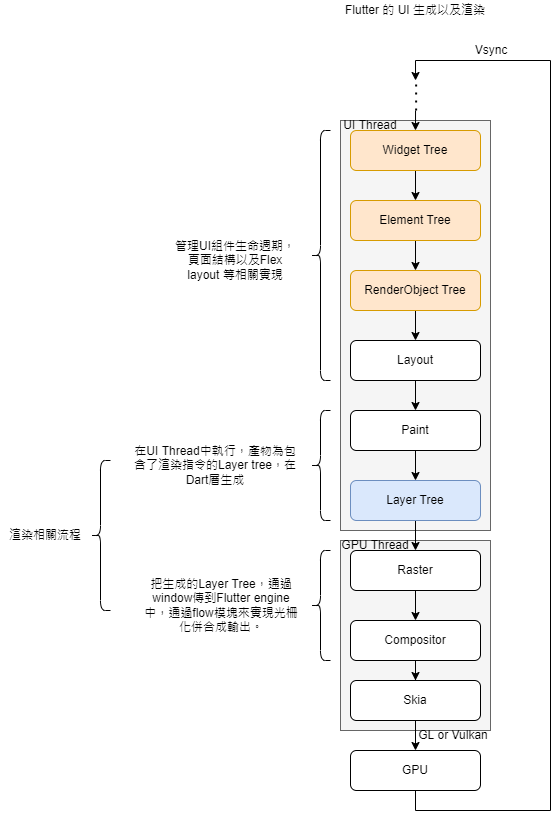 Flutter 的 UI 生成以及渲染
Vsync
UI Thread
Widget Tree
Element Tree
管理UI組件生命週期，
頁面結構以及Flex
layout 等相關實現
RenderObject Tree
Layout
Paint
在UI Thread中執行，產物為包
含了渲染指令的Layer tree，在
Dart層生成
Layer Tree
渲染相關流程
GPU Thread
Raster
把生成的Layer Tree，通過
window傳到Flutter engine
中，通過flow模塊來實現光柵
化併合成輸出。
Compositor
Skia
GL or Vulkan
GPU